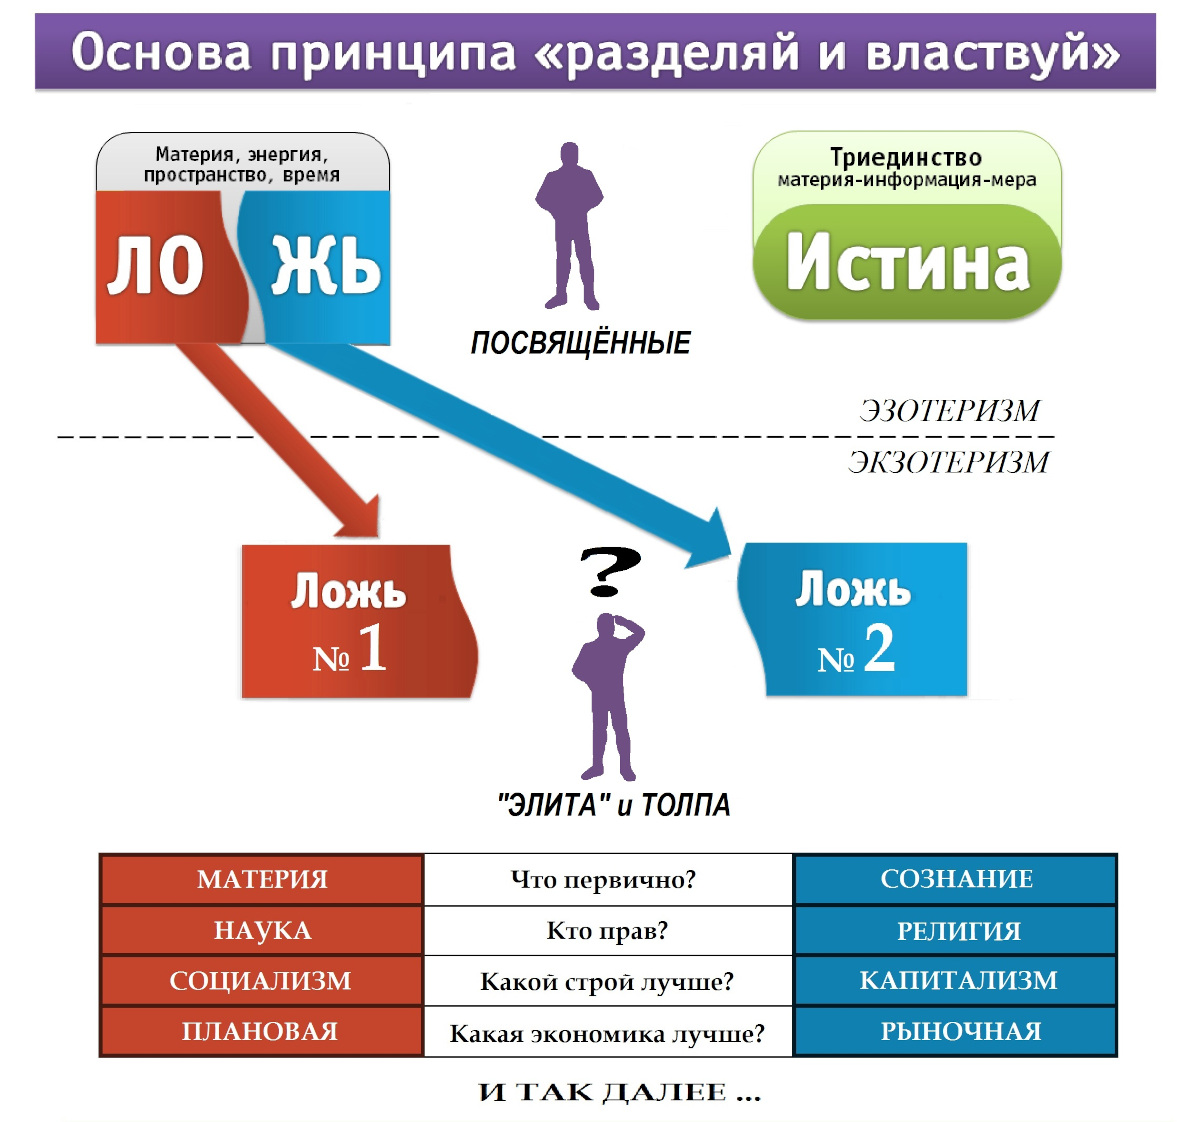 Основа принципа «разделяй и властвуй»
Материя, энергия,
пространство, время
ЛО ЖЬ
ПОСВЯЩЁННЫЕ
Триединство
материя-информация-мера
Истина
ЭЗОТЕРИЗМ
ЭКЗОТЕРИЗМ
Ложь
№ 1
?
Ложь
№ 2
"ЭЛИТА" и ТОЛПА
МАТЕРИЯ Что первично? СОЗНАНИЕ
НАУКА Кто прав? РЕЛИГИЯ
СОЦИАЛИЗМ Какой строй лучше? КАПИТАЛИЗМ
ПЛАНОВАЯ Какая экономика лучше? РЫНОЧНАЯ
И ТАК ДАЛЕЕ ...